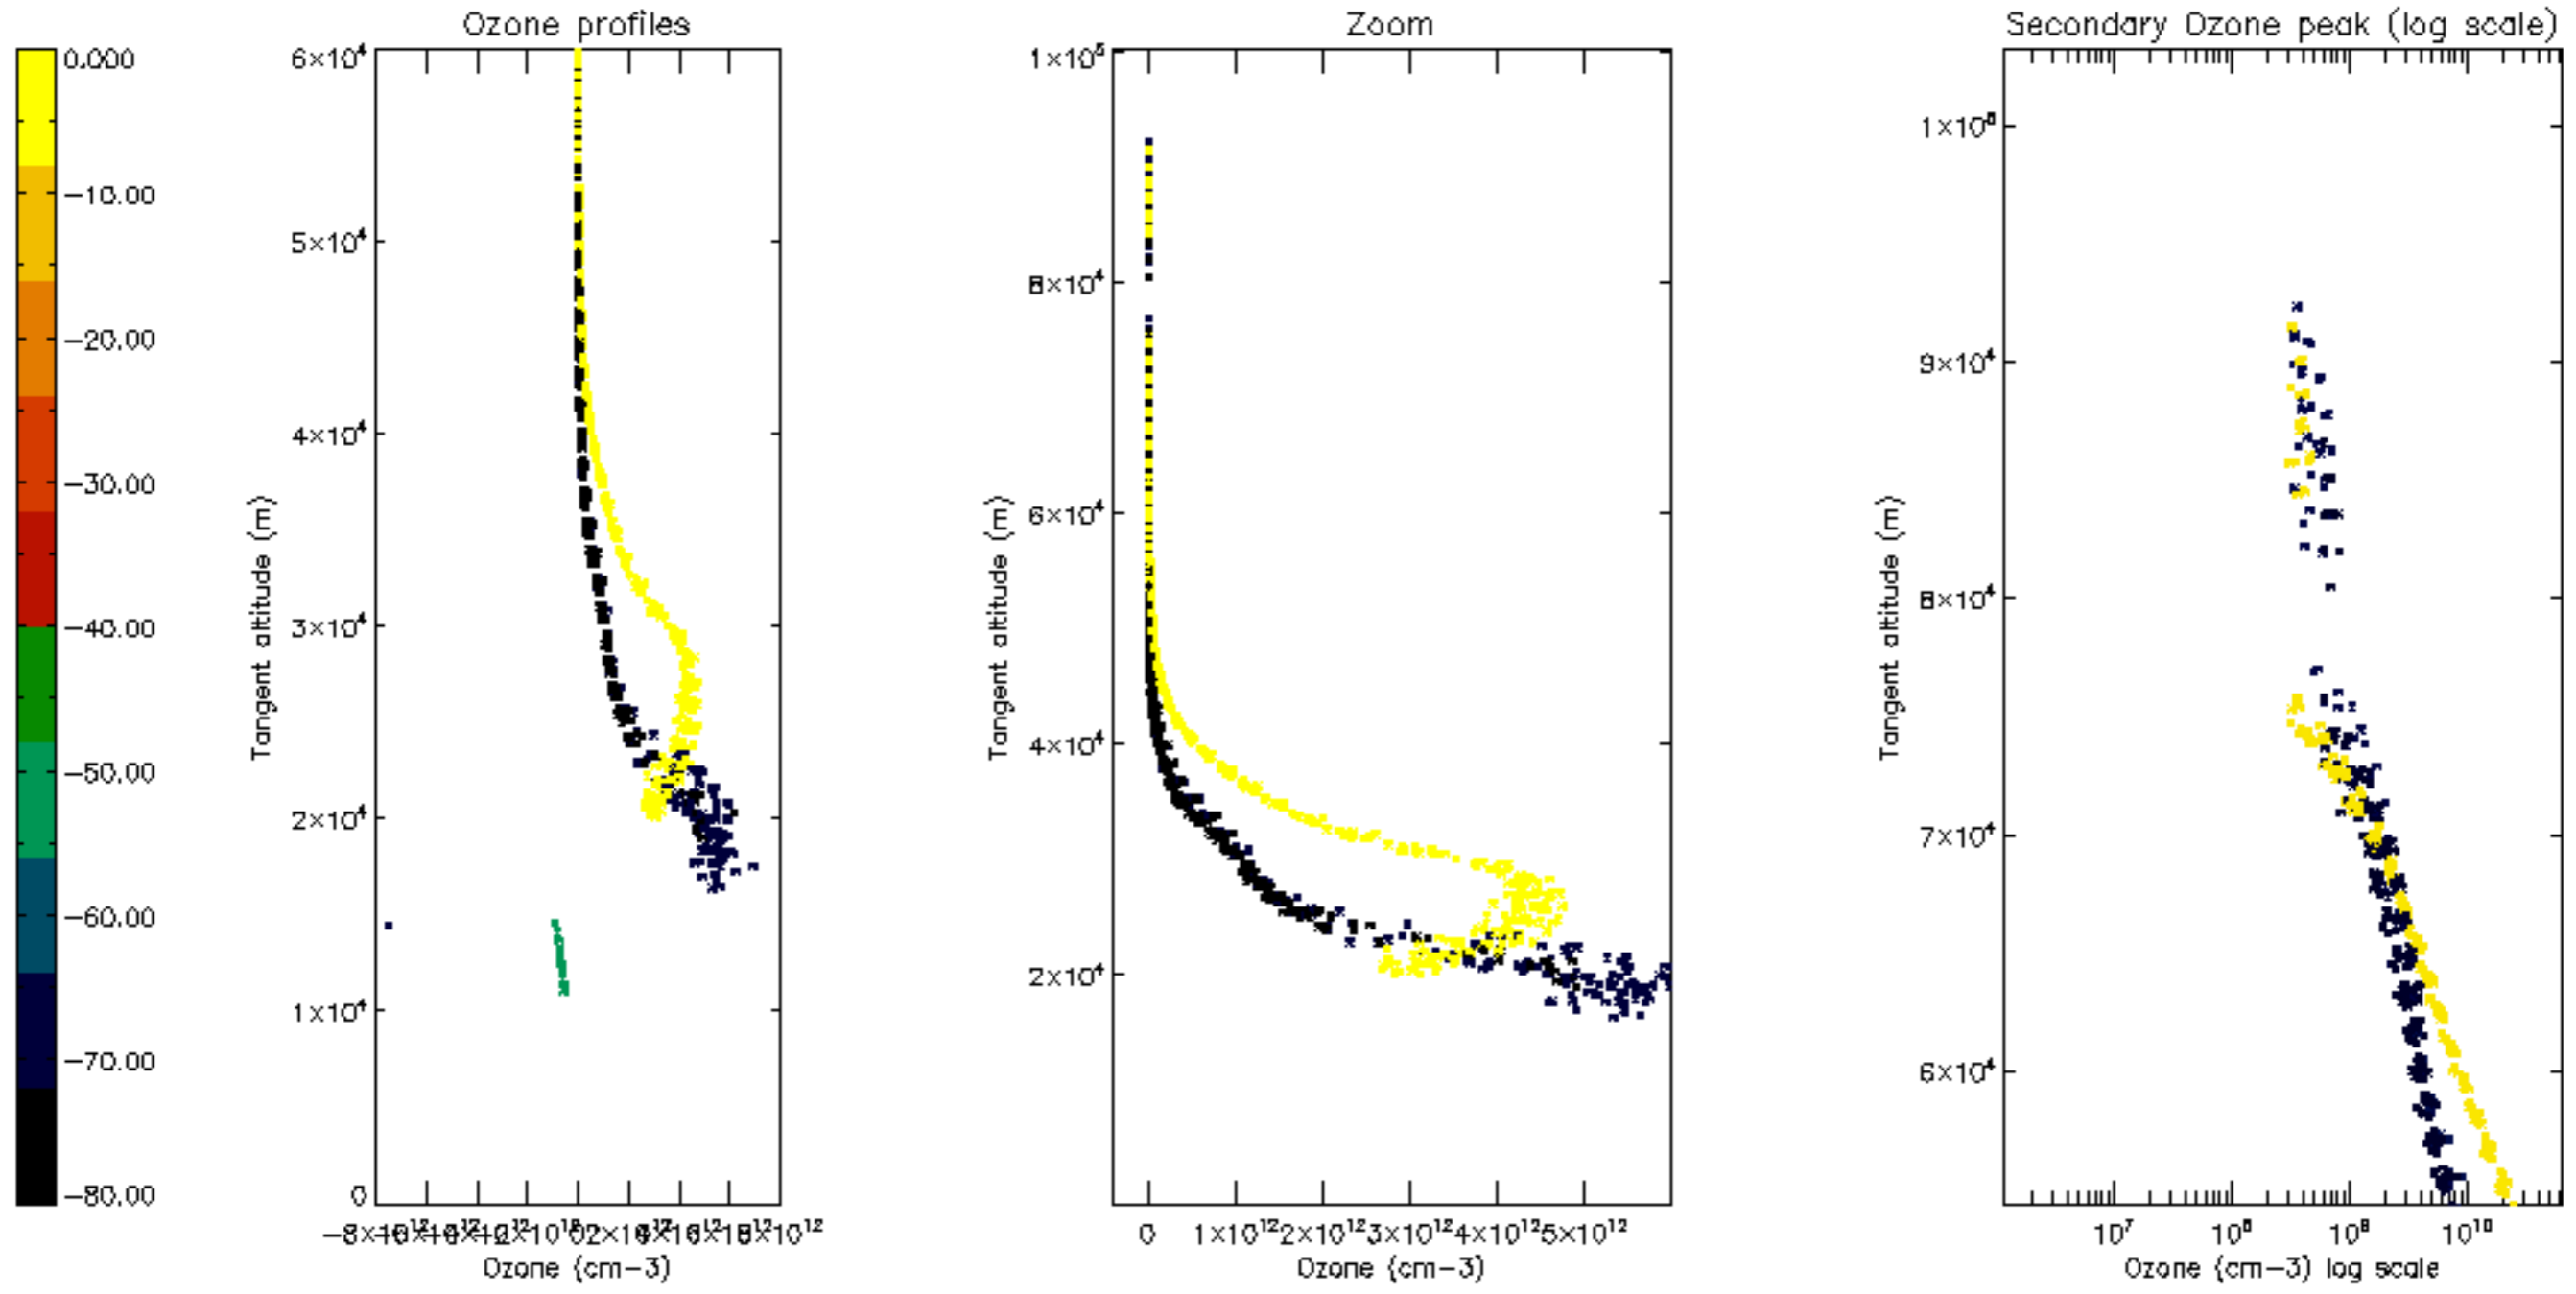 Ozone profiles
Zoom
Secondary Ozone peak (log scale)
0.000
−10.00
−20.00
−30.00
−40.00
−50.00
−60.00
−70.00
−80.00
Tangent altitude (m)
6×10⁴
5×10⁴
4×10⁴
3×10⁴
2×10⁴
1×10⁴
0
Ozone (cm−3)
Tangent altitude (m)
1×10⁵
8×10⁴
6×10⁴
4×10⁴
2×10⁴
0 1×10¹² 2×10¹² 3×10¹² 4×10¹² 5×10¹²
Ozone (cm−3)
Tangent altitude (m)
1×10⁵
9×10⁴
8×10⁴
7×10⁴
6×10⁴
10⁷ 10⁸ 10⁹ 10¹⁰
Ozone (cm−3) log scale